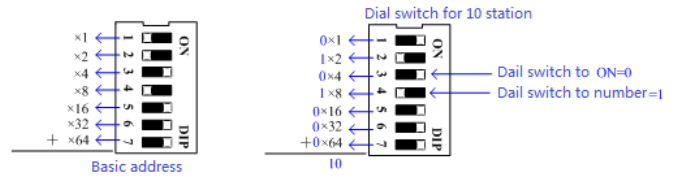 Dial switch for 10 station
×1 1 ON
×2 2
×4 3
×8 4
×16 5
×32 6
+ ×64 7 DIP
Basic address
0×1 1 ON
1×2 2
0×4 3 Dail switch to ON=0
1×8 4 Dail switch to number=1
0×16 5
0×32 6
+0×64 7 DIP
10